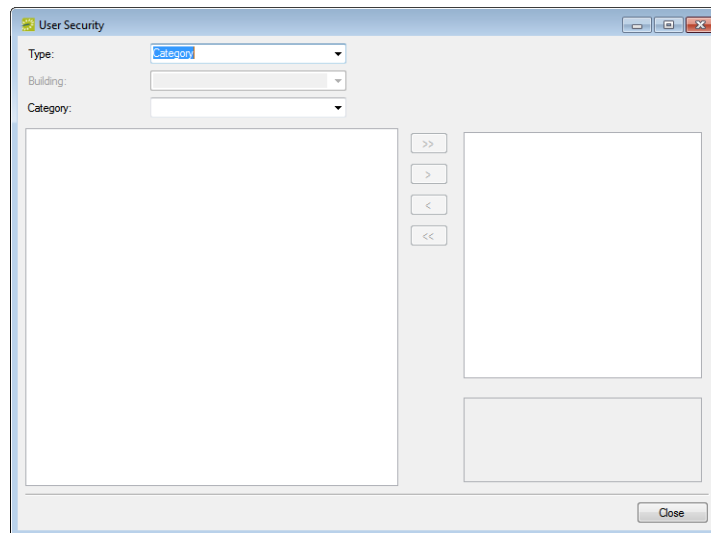 User Security
Type: Category
Building:
Category:
>>
>
<
<<
Close